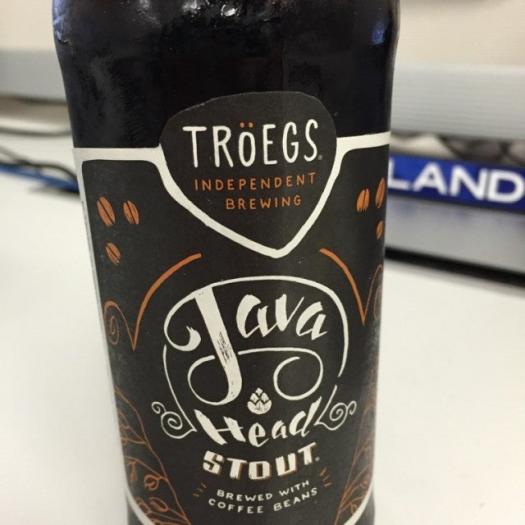 TRÖEGS®
INDEPENDENT
BREWING
LAND
Java
Head
STOUT®
BREWED WITH
COFFEE BEANS